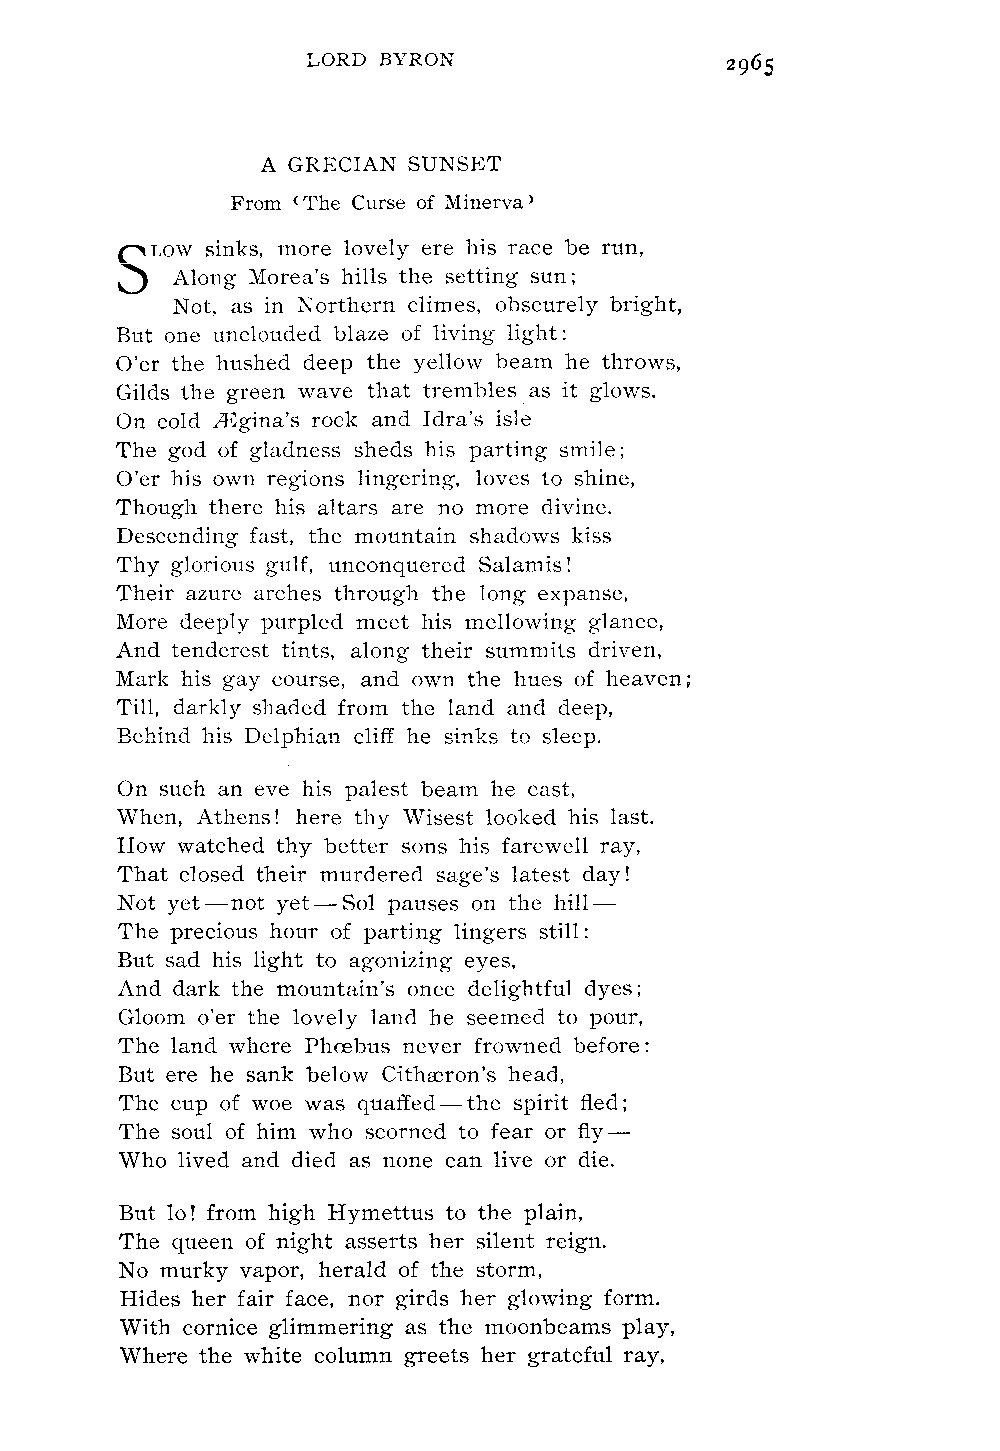 LORD BYRON 2965
A GRECIAN SUNSET
From ‹The Curse of Minerva›
SLOW sinks, more lovely ere his race be run,
Along Morea's hills the setting sun;
Not, as in Northern climes, obscurely bright,
But one unclouded blaze of living light:
O'er the hushed deep the yellow beam he throws,
Gilds the green wave that trembles as it glows.
On cold Ægina's rock and Idra's isle
The god of gladness sheds his parting smile;
O'er his own regions lingering, loves to shine,
Though there his altars are no more divine.
Descending fast, the mountain shadows kiss
Thy glorious gulf, unconquered Salamis!
Their azure arches through the long expanse,
More deeply purpled meet his mellowing glance,
And tenderest tints, along their summits driven,
Mark his gay course, and own the hues of heaven;
Till, darkly shaded from the land and deep,
Behind his Delphian cliff he sinks to sleep.
On such an eve his palest beam he cast,
When, Athens! here thy Wisest looked his last.
How watched thy better sons his farewell ray,
That closed their murdered sage's latest day!
Not yet—not yet—Sol pauses on the hill—
The precious hour of parting lingers still:
But sad his light to agonizing eyes,
And dark the mountain's once delightful dyes;
Gloom o'er the lovely land he seemed to pour,
The land where Phœbus never frowned before:
But ere he sank below Cithæron's head,
The cup of woe was quaffed—the spirit fled;
The soul of him who scorned to fear or fly—
Who lived and died as none can live or die.
But lo! from high Hymettus to the plain,
The queen of night asserts her silent reign.
No murky vapor, herald of the storm,
Hides her fair face, nor girds her glowing form.
With cornice glimmering as the moonbeams play,
Where the white column greets her grateful ray,